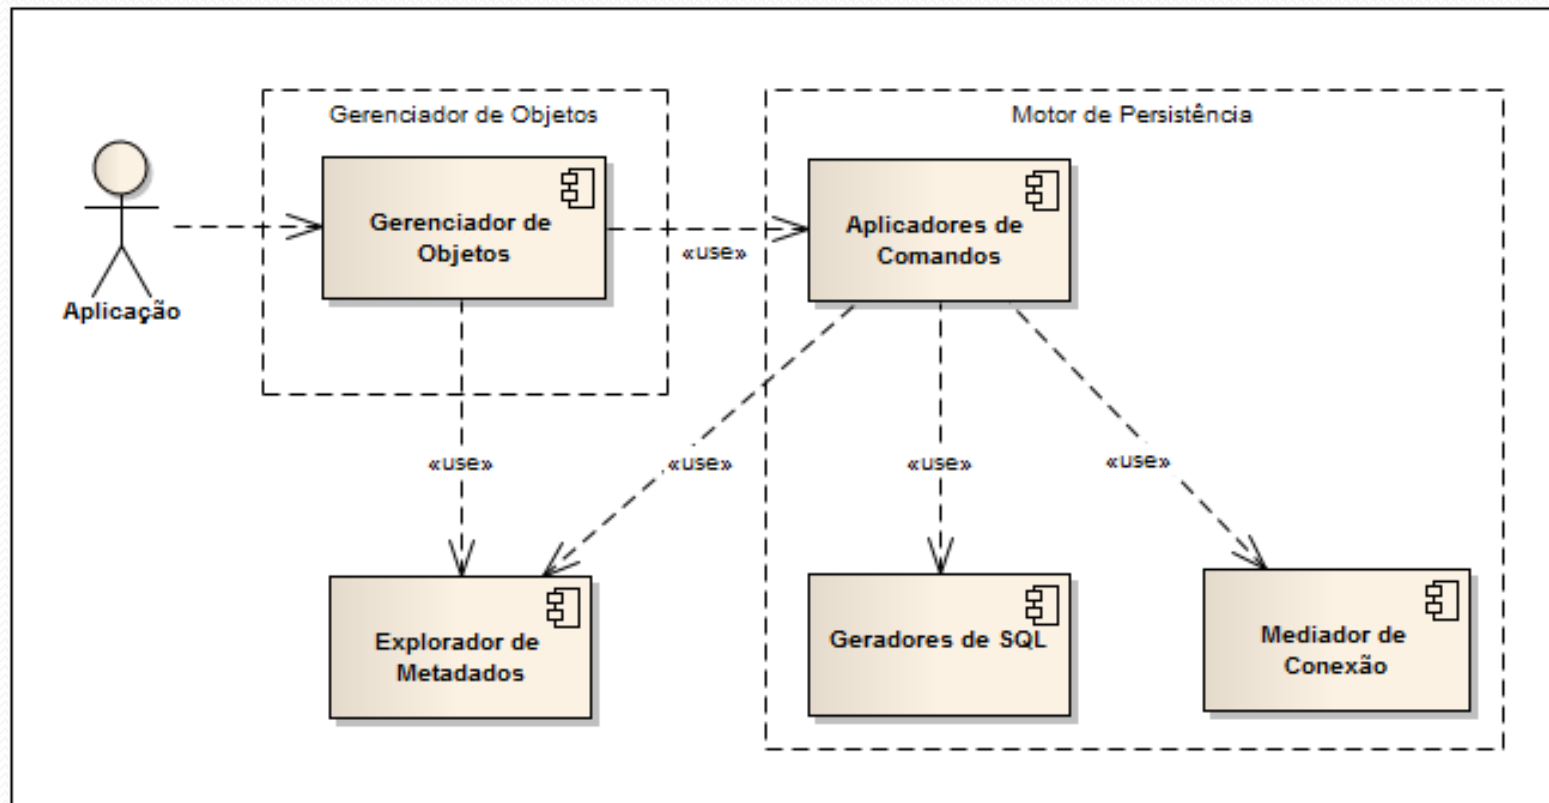 Gerenciador de Objetos
Motor de Persistência
Gerenciador de
Objetos
Aplicadores de
Comandos
«use»
Aplicação
«use»
«use»
«use»
«use»
Explorador de
Metadados
Geradores de SQL
Mediador de
Conexão